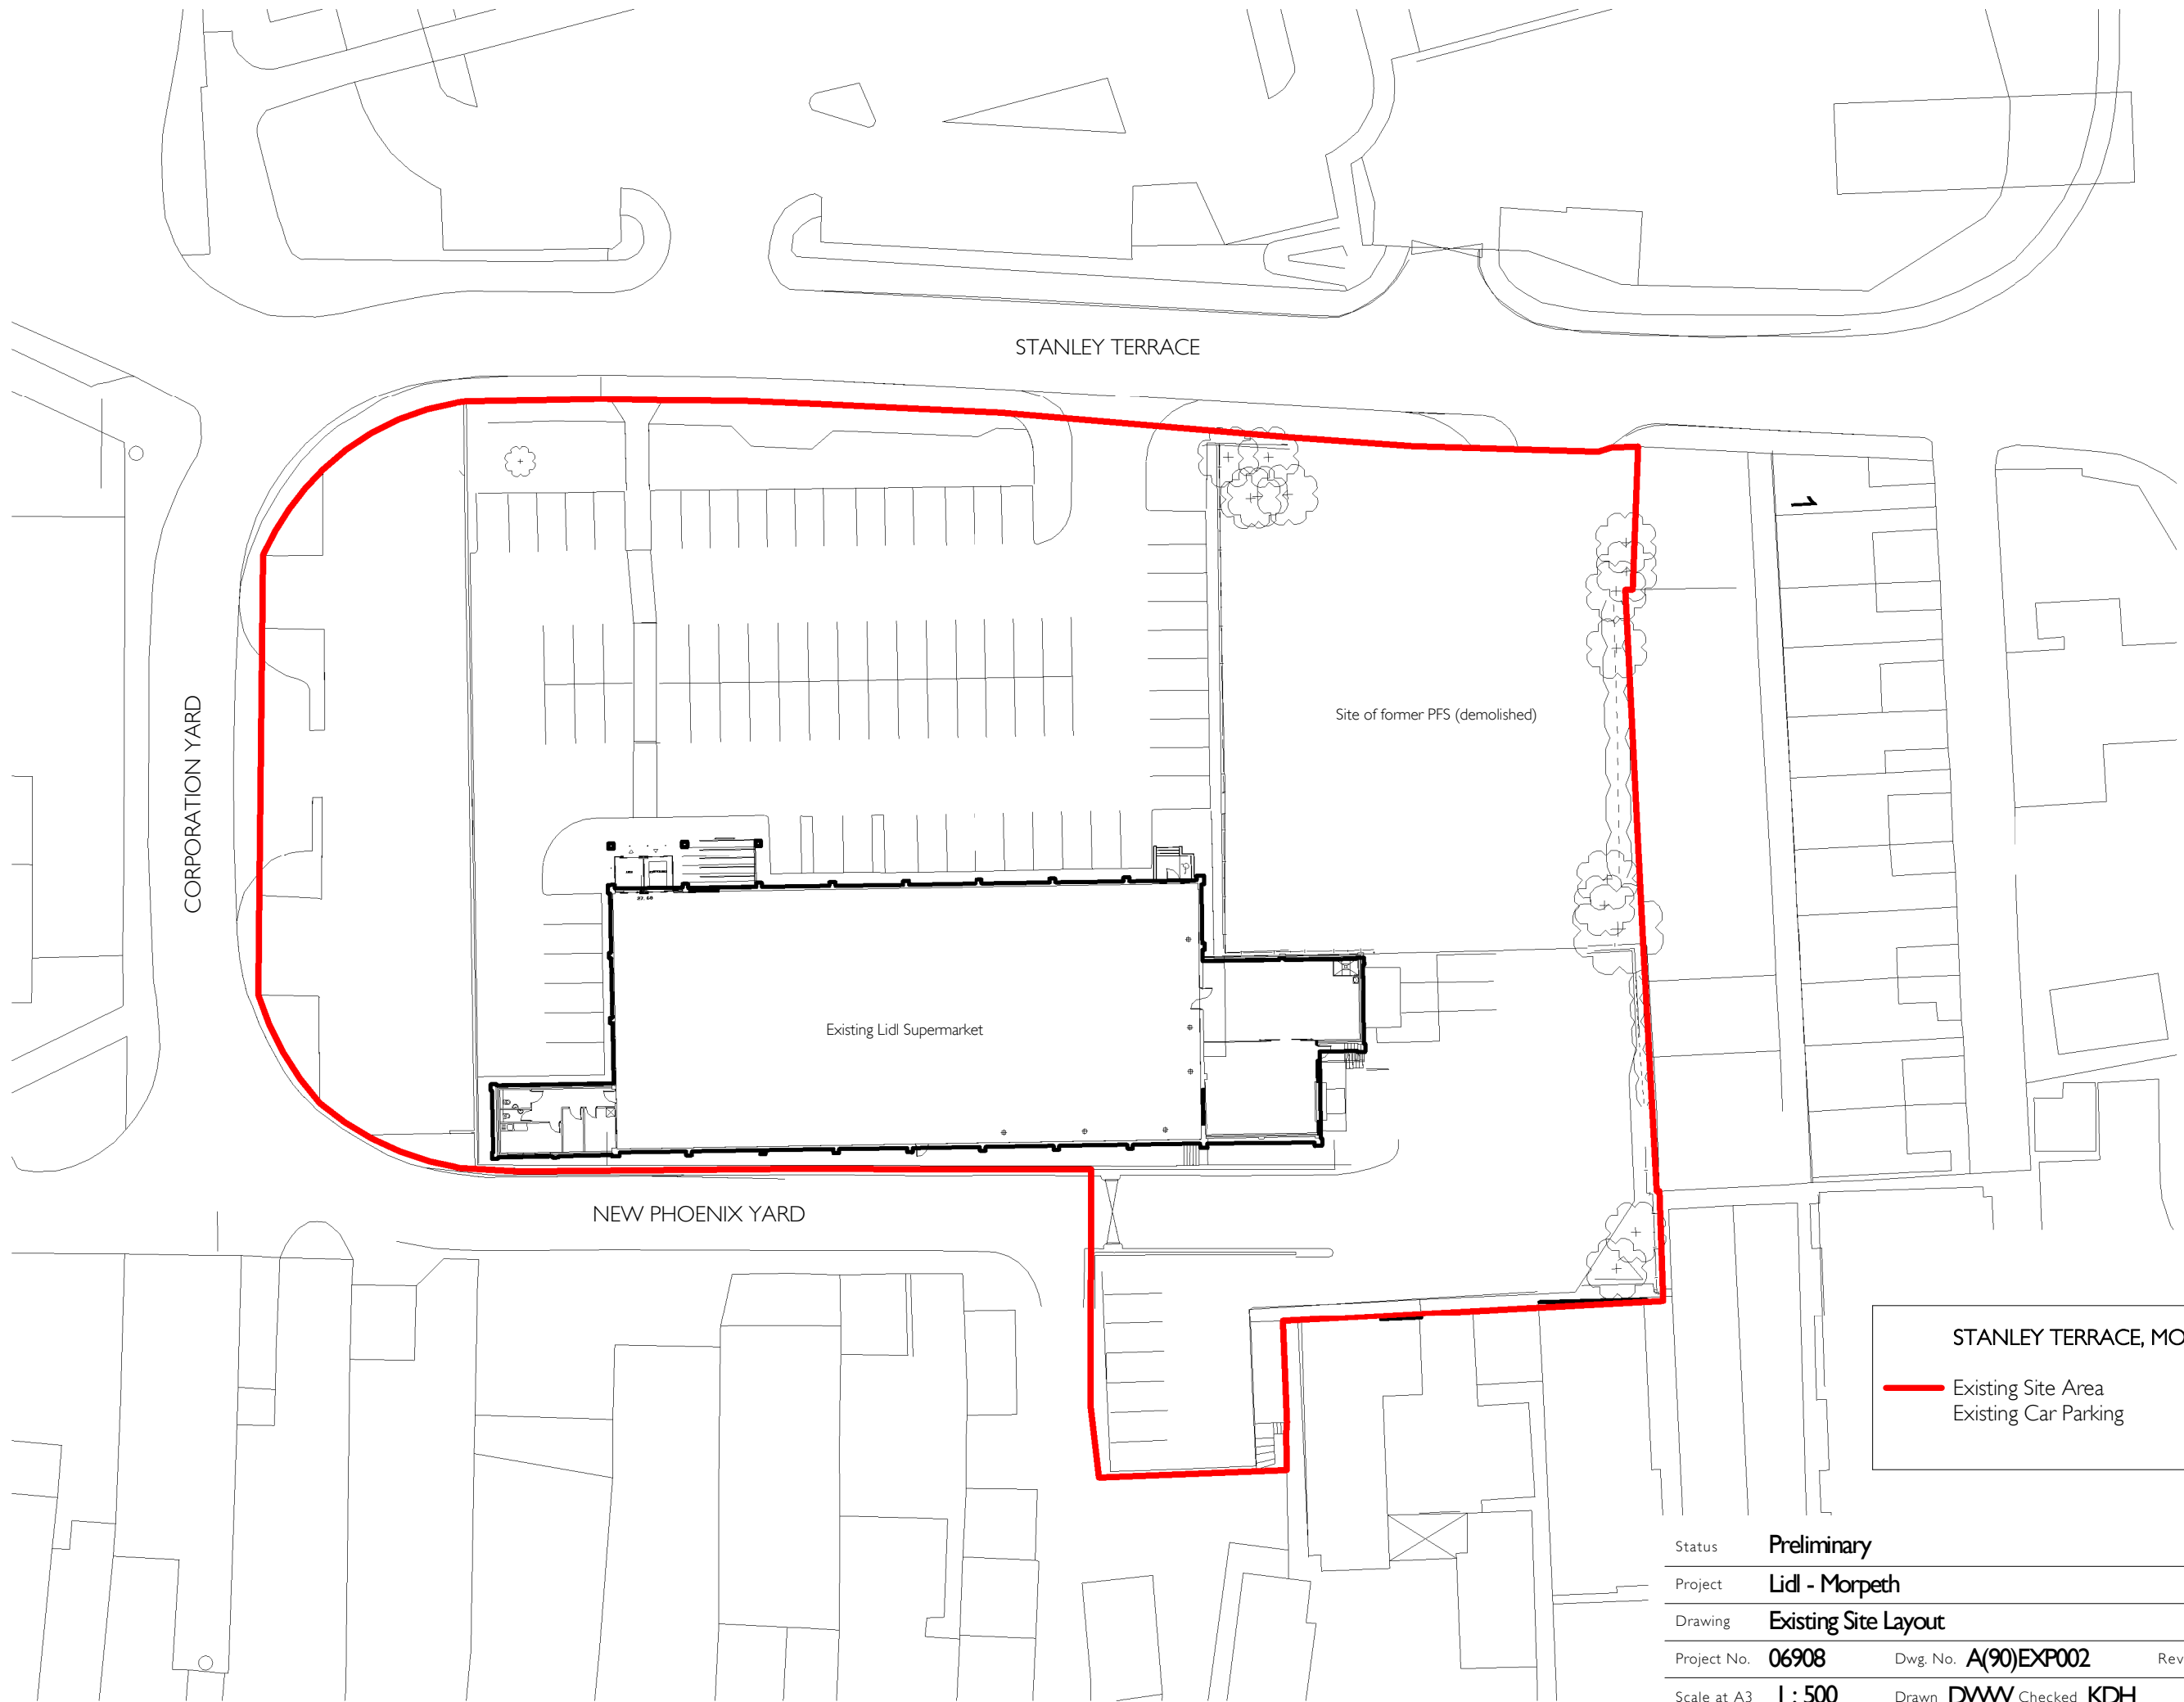 STANLEY TERRACE
1
Site of former PFS (demolished)
CORPORATION YARD
Existing Lidl Supermarket
NEW PHOENIX YARD
STANLEY TERRACE, MO
Existing Site Area
Existing Car Parking
Status Preliminary
Project Lidl - Morpeth
Drawing Existing Site Layout
Project No. 06908 Dwg. No. A(90)EXP002 Rev
Scale at A3 1 : 500 Drawn DWW Checked KDH